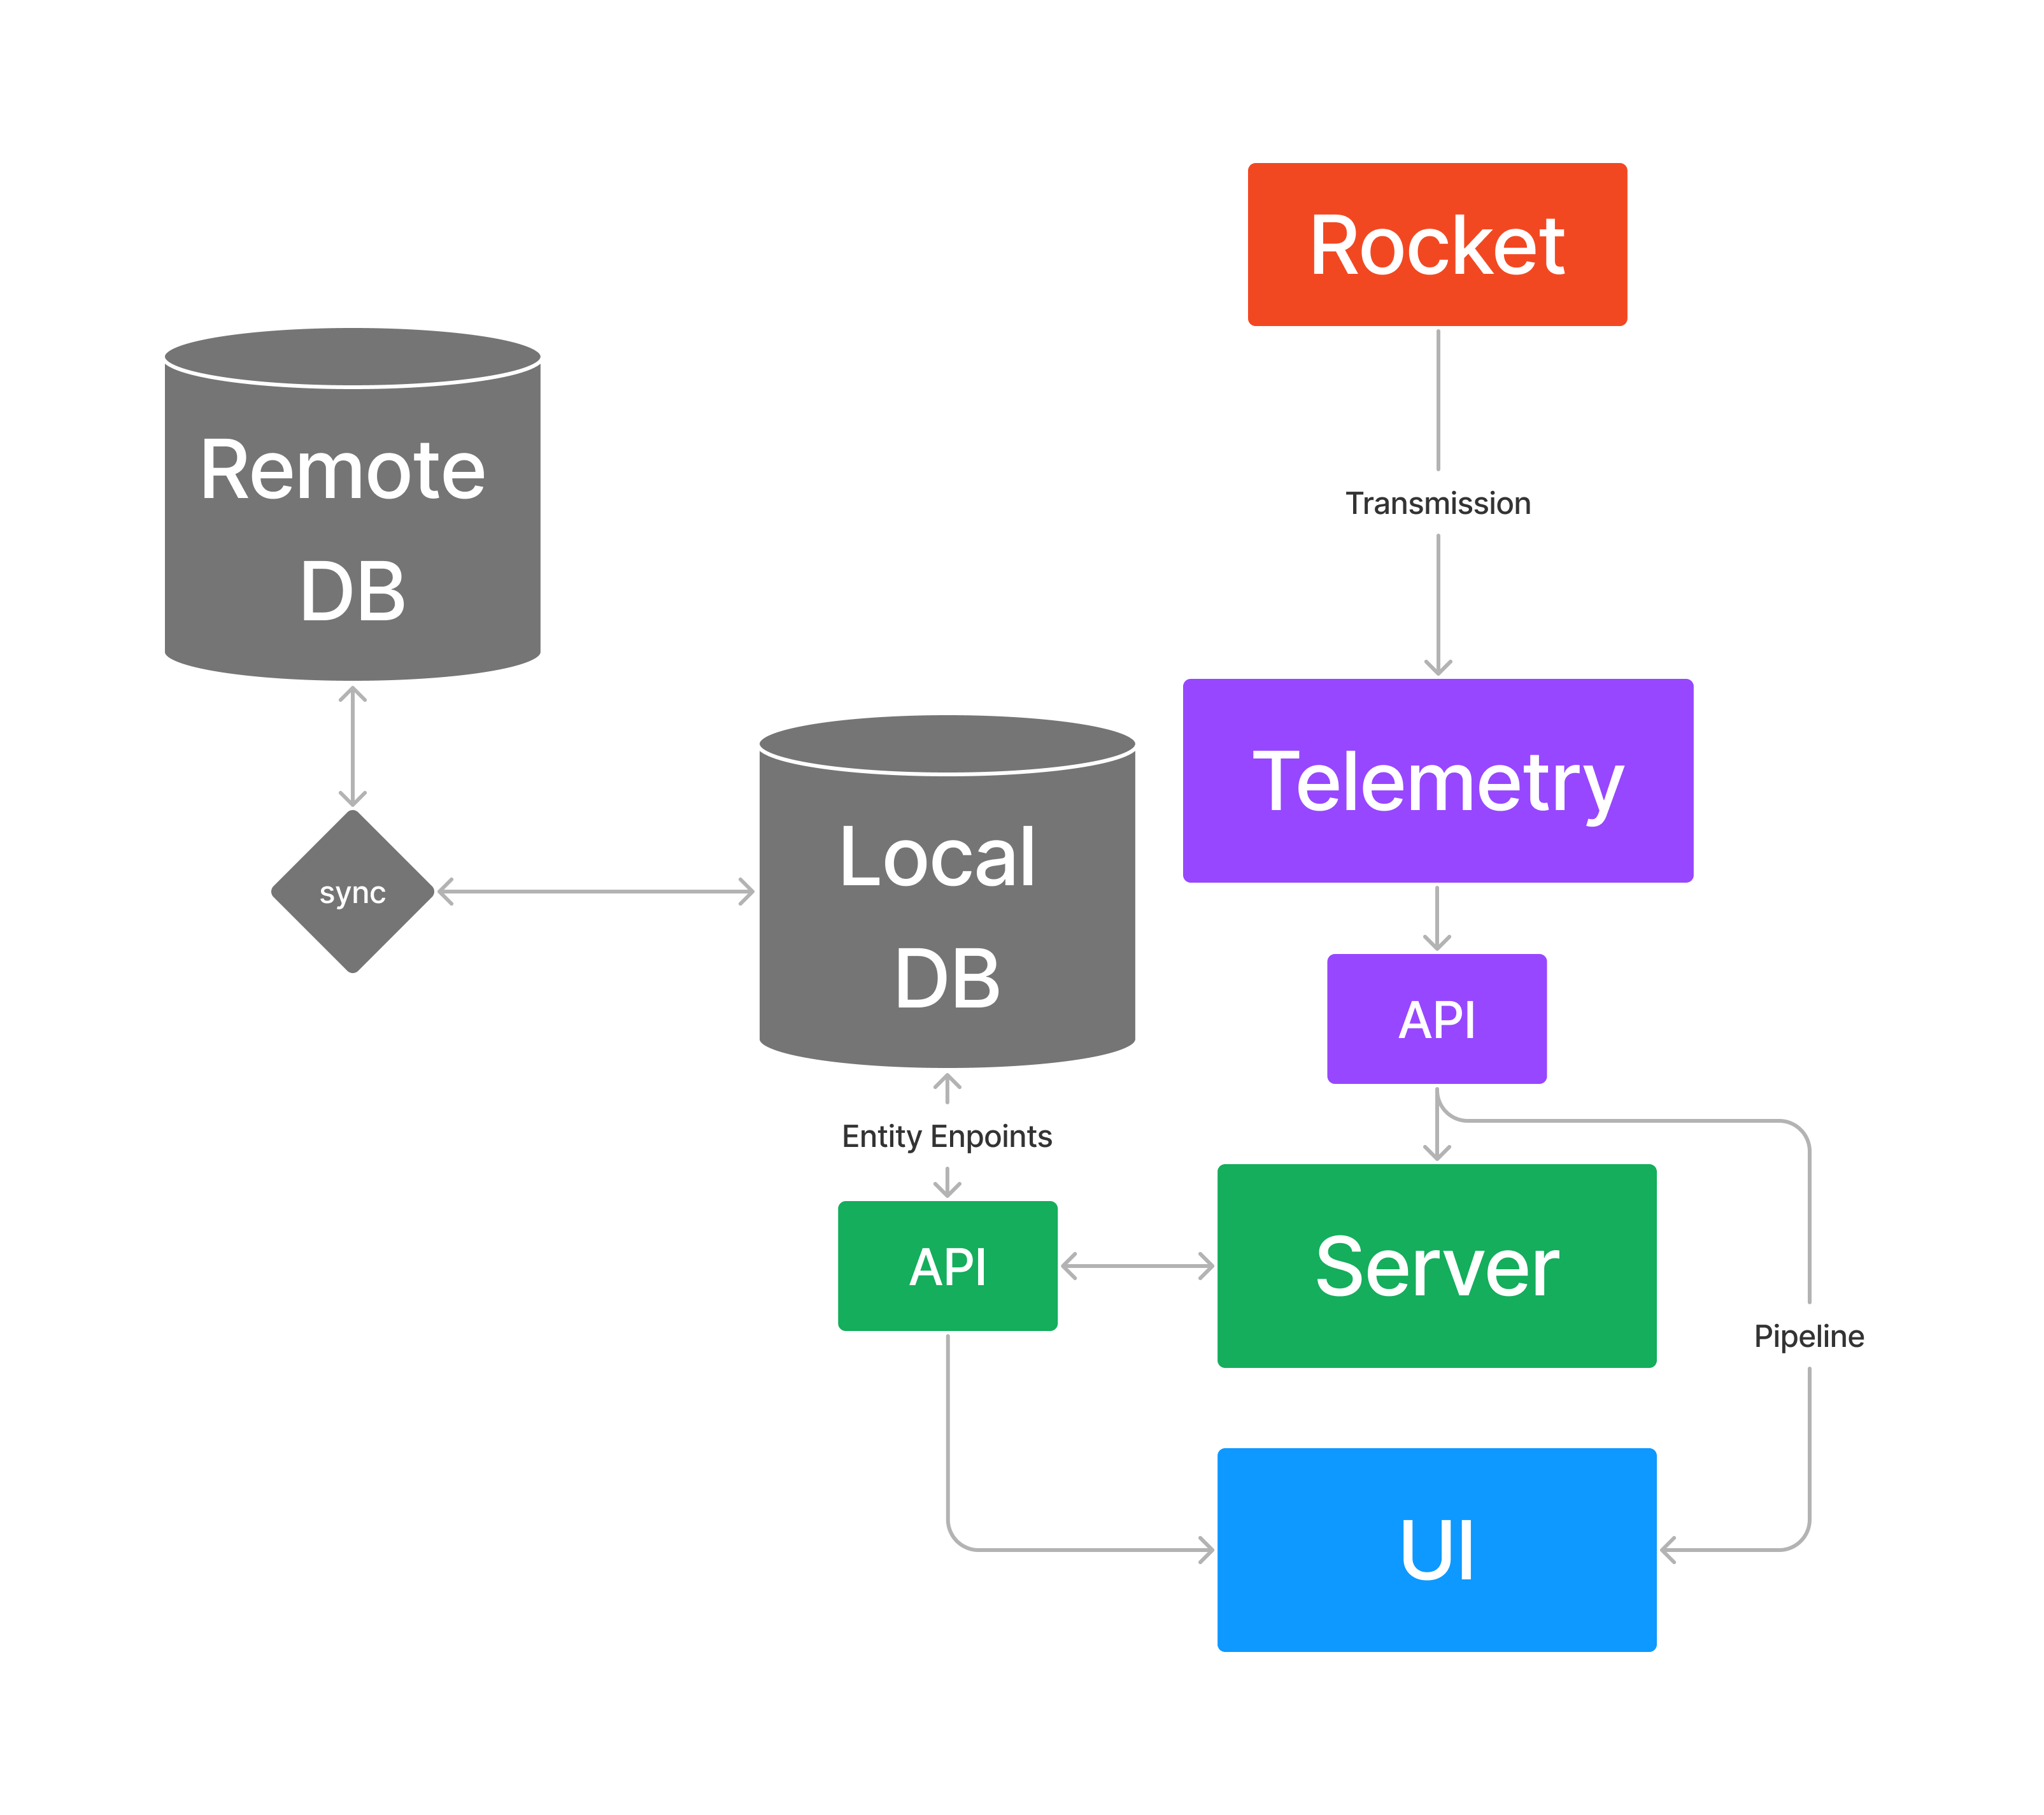 Rocket
Remote
DB
Transmission
Telemetry
Local
DB
sync
API
Entity Enpoints
API
Server
Pipeline
UI